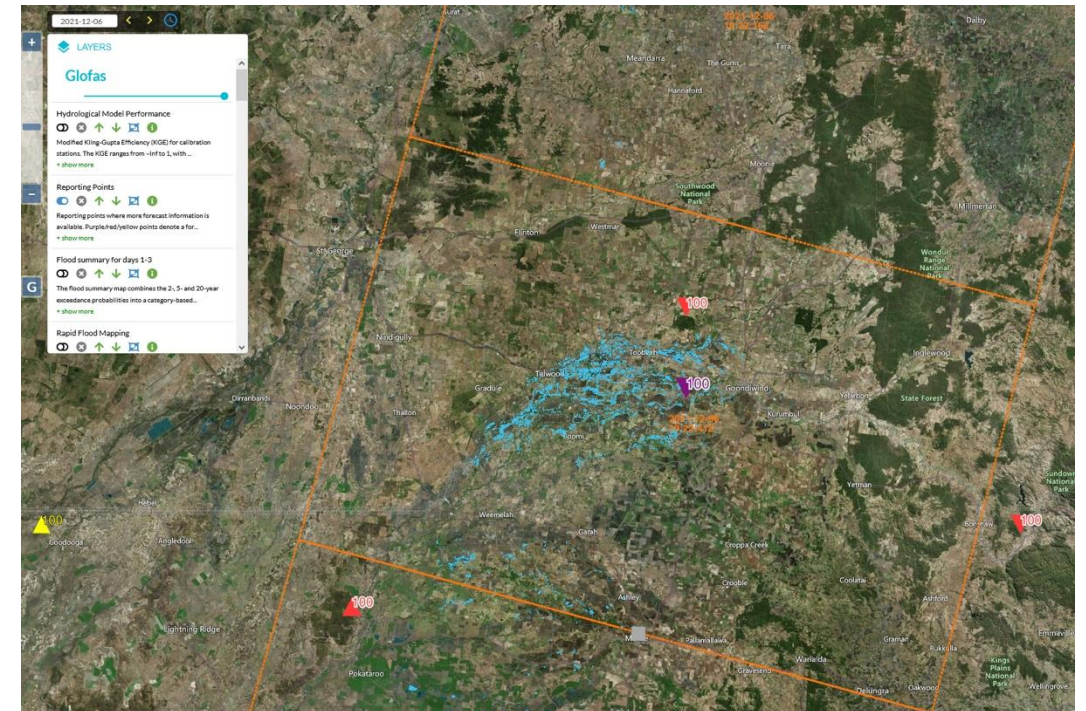 2021-12-06
LAYERS
Glofas
Hydrological Model Performance
Modified Kling-Gupta Efficiency (KGE) for calibration
stations. The KGE ranges from -Inf to 1, with ...
+ show more
Reporting Points
Reporting points where more forecast information is
available. Purple/red/yellow points denote a for...
+ show more
Flood summary for days 1-3
The flood summary map combines the 2-, 5- and 20-year
exceedance probabilities into a category-based...
+ show more
Rapid Flood Mapping
G
2021-12-06
Surat
Dalby
Tara
Meandarra
The Gums
Hannaford
Moonie
Southwood
National
Park
Millmerran
Flinton
Westmar
St George
Wondul
Range
National
Park
100
Nindigully
Toobeah
Inglewood
Talwood
100
Gradule
Goondiwindi
Yelarbon
State Forest
Dirranbandi
Noondoo
Thallon
Kurumbul
Boomi
Yetman
Sundown
National
Park
Hebel
Weemelah
100
Goodooga
Angledool
Garah
Bonshaw
100
Croppa Creek
Crooble
Coolatai
100
Ashley
Ashford
Lightning Ridge
Graman
Emmaville
Pallamallawa
Bukkulla
Warialda
Gravesend
Kings
Plains
National
Park
Pokataroo
Delungra
Oakwood
Wellingrove